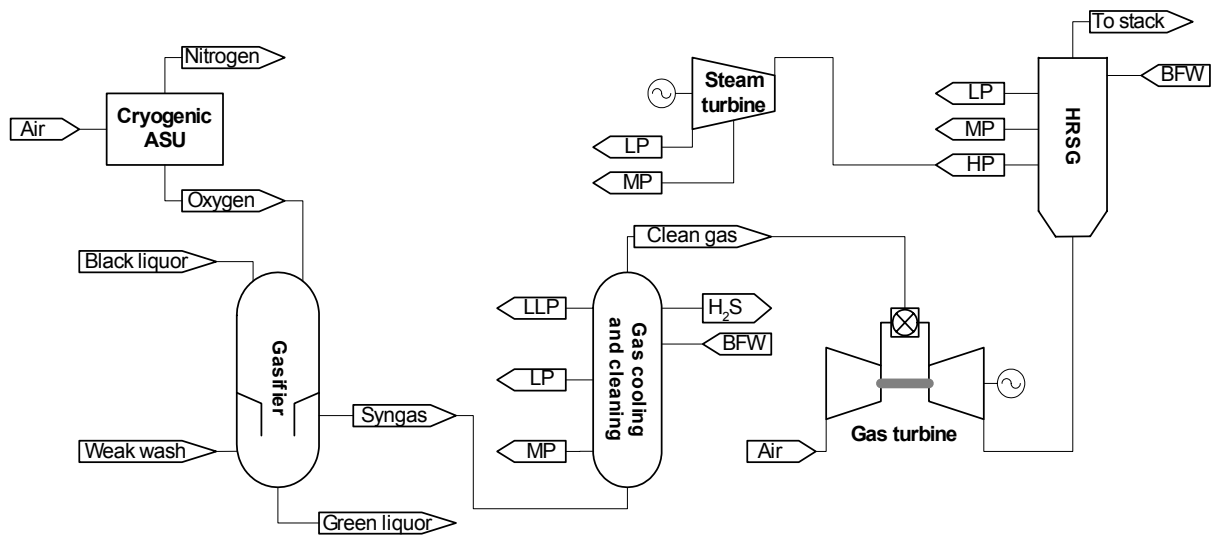 To stack
Nitrogen
BFW
Steam
turbine
LP
Cryogenic
ASU
Air
MP
HRSG
LP
HP
MP
Oxygen
Clean gas
Black liquor
LLP
H₂S
BFW
Gas cooling
and cleaning
Gasifier
LP
Syngas
Gas turbine
Weak wash
MP
Air
Green liquor